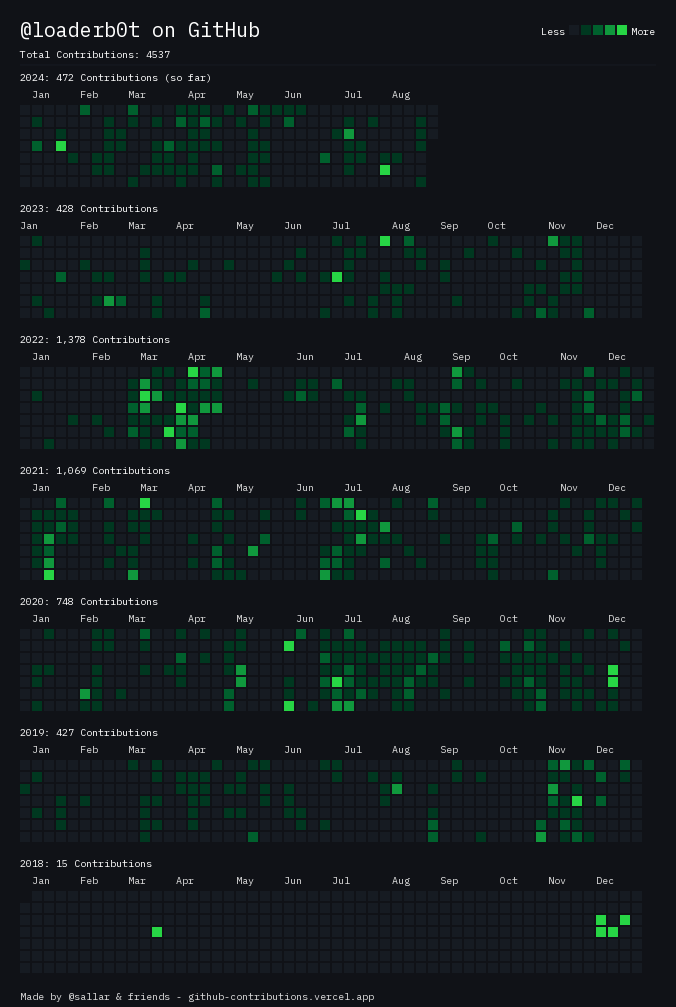 @loaderb0t on GitHub
Less More
Total Contributions: 4537
2024: 472 Contributions (so far)
Jan Feb Mar Apr May Jun Jul Aug
2023: 428 Contributions
Jan Feb Mar Apr May Jun Jul Aug Sep Oct Nov Dec
2022: 1,378 Contributions
Jan Feb Mar Apr May Jun Jul Aug Sep Oct Nov Dec
2021: 1,069 Contributions
Jan Feb Mar Apr May Jun Jul Aug Sep Oct Nov Dec
2020: 748 Contributions
Jan Feb Mar Apr May Jun Jul Aug Sep Oct Nov Dec
2019: 427 Contributions
Jan Feb Mar Apr May Jun Jul Aug Sep Oct Nov Dec
2018: 15 Contributions
Jan Feb Mar Apr May Jun Jul Aug Sep Oct Nov Dec
Made by @sallar & friends - github-contributions.vercel.app